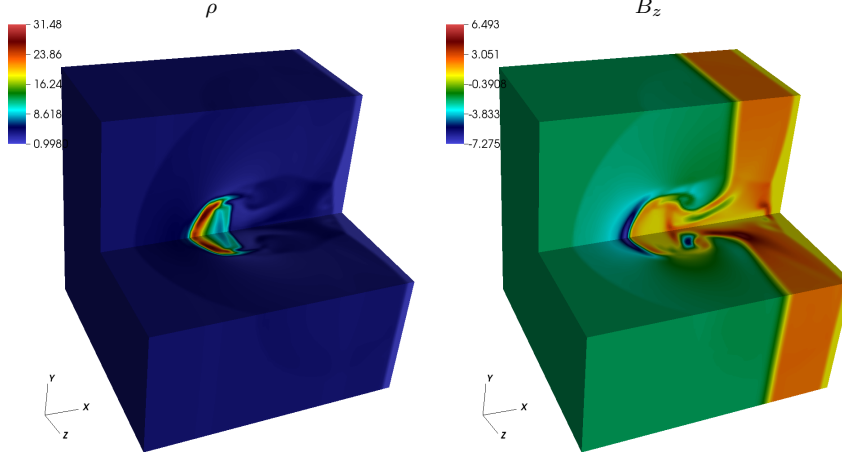 ρ
31.48
23.86
16.24
8.618
0.998
Y
X
Z
B_z
6.493
3.051
-0.3908
-3.833
-7.275
Y
X
Z